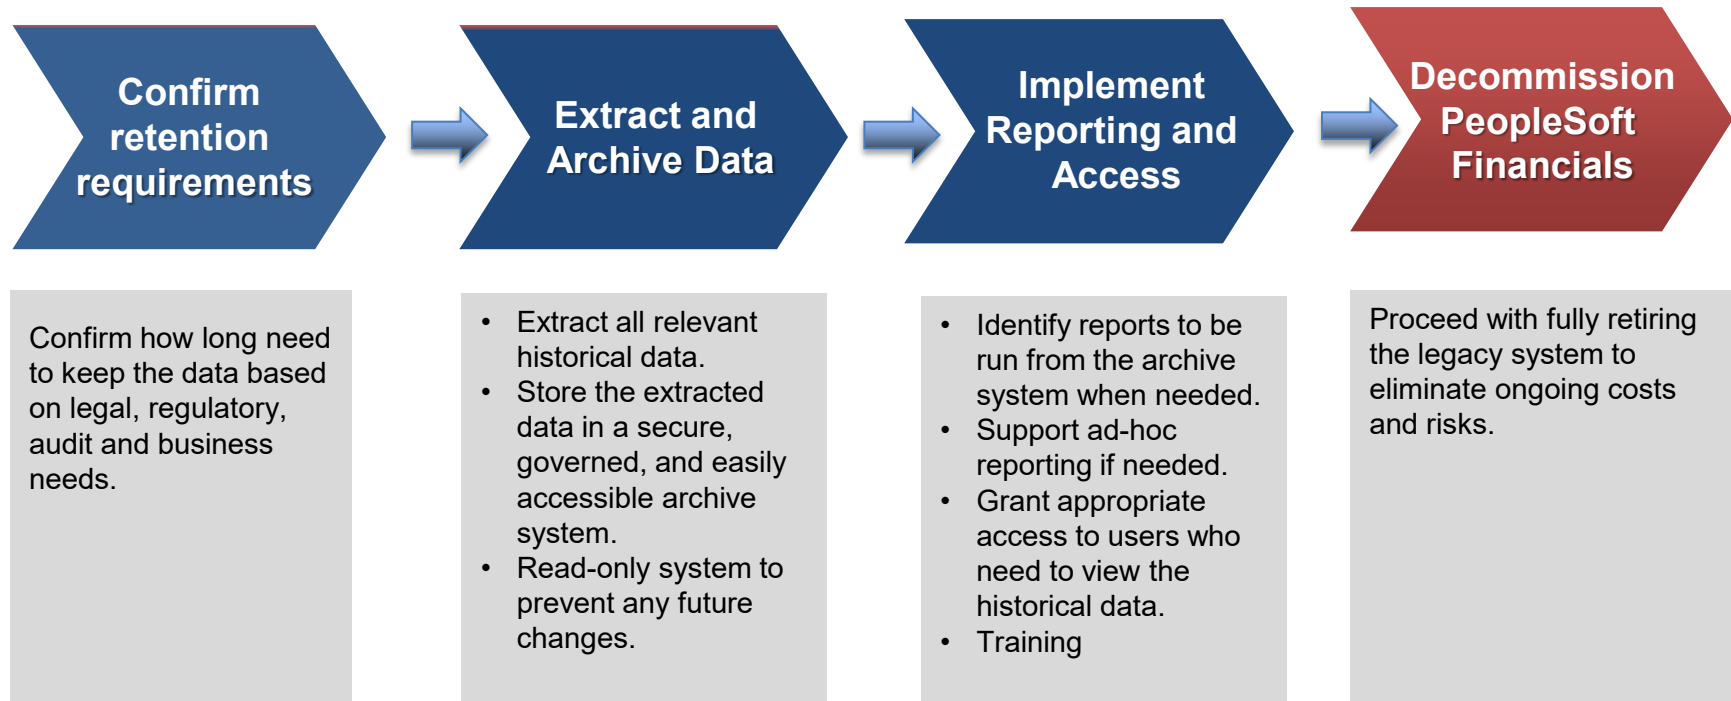 Confirm
retention
requirements
Extract and
Archive Data
Implement
Reporting and
Access
Decommission
PeopleSoft
Financials
Confirm how long need
to keep the data based
on legal, regulatory,
audit and business
needs.
• Extract all relevant
historical data.
• Store the extracted
data in a secure,
governed, and easily
accessible archive
system.
• Read-only system to
prevent any future
changes.
• Identify reports to be
run from the archive
system when needed.
• Support ad-hoc
reporting if needed.
• Grant appropriate
access to users who
need to view the
historical data.
• Training
Proceed with fully retiring
the legacy system to
eliminate ongoing costs
and risks.